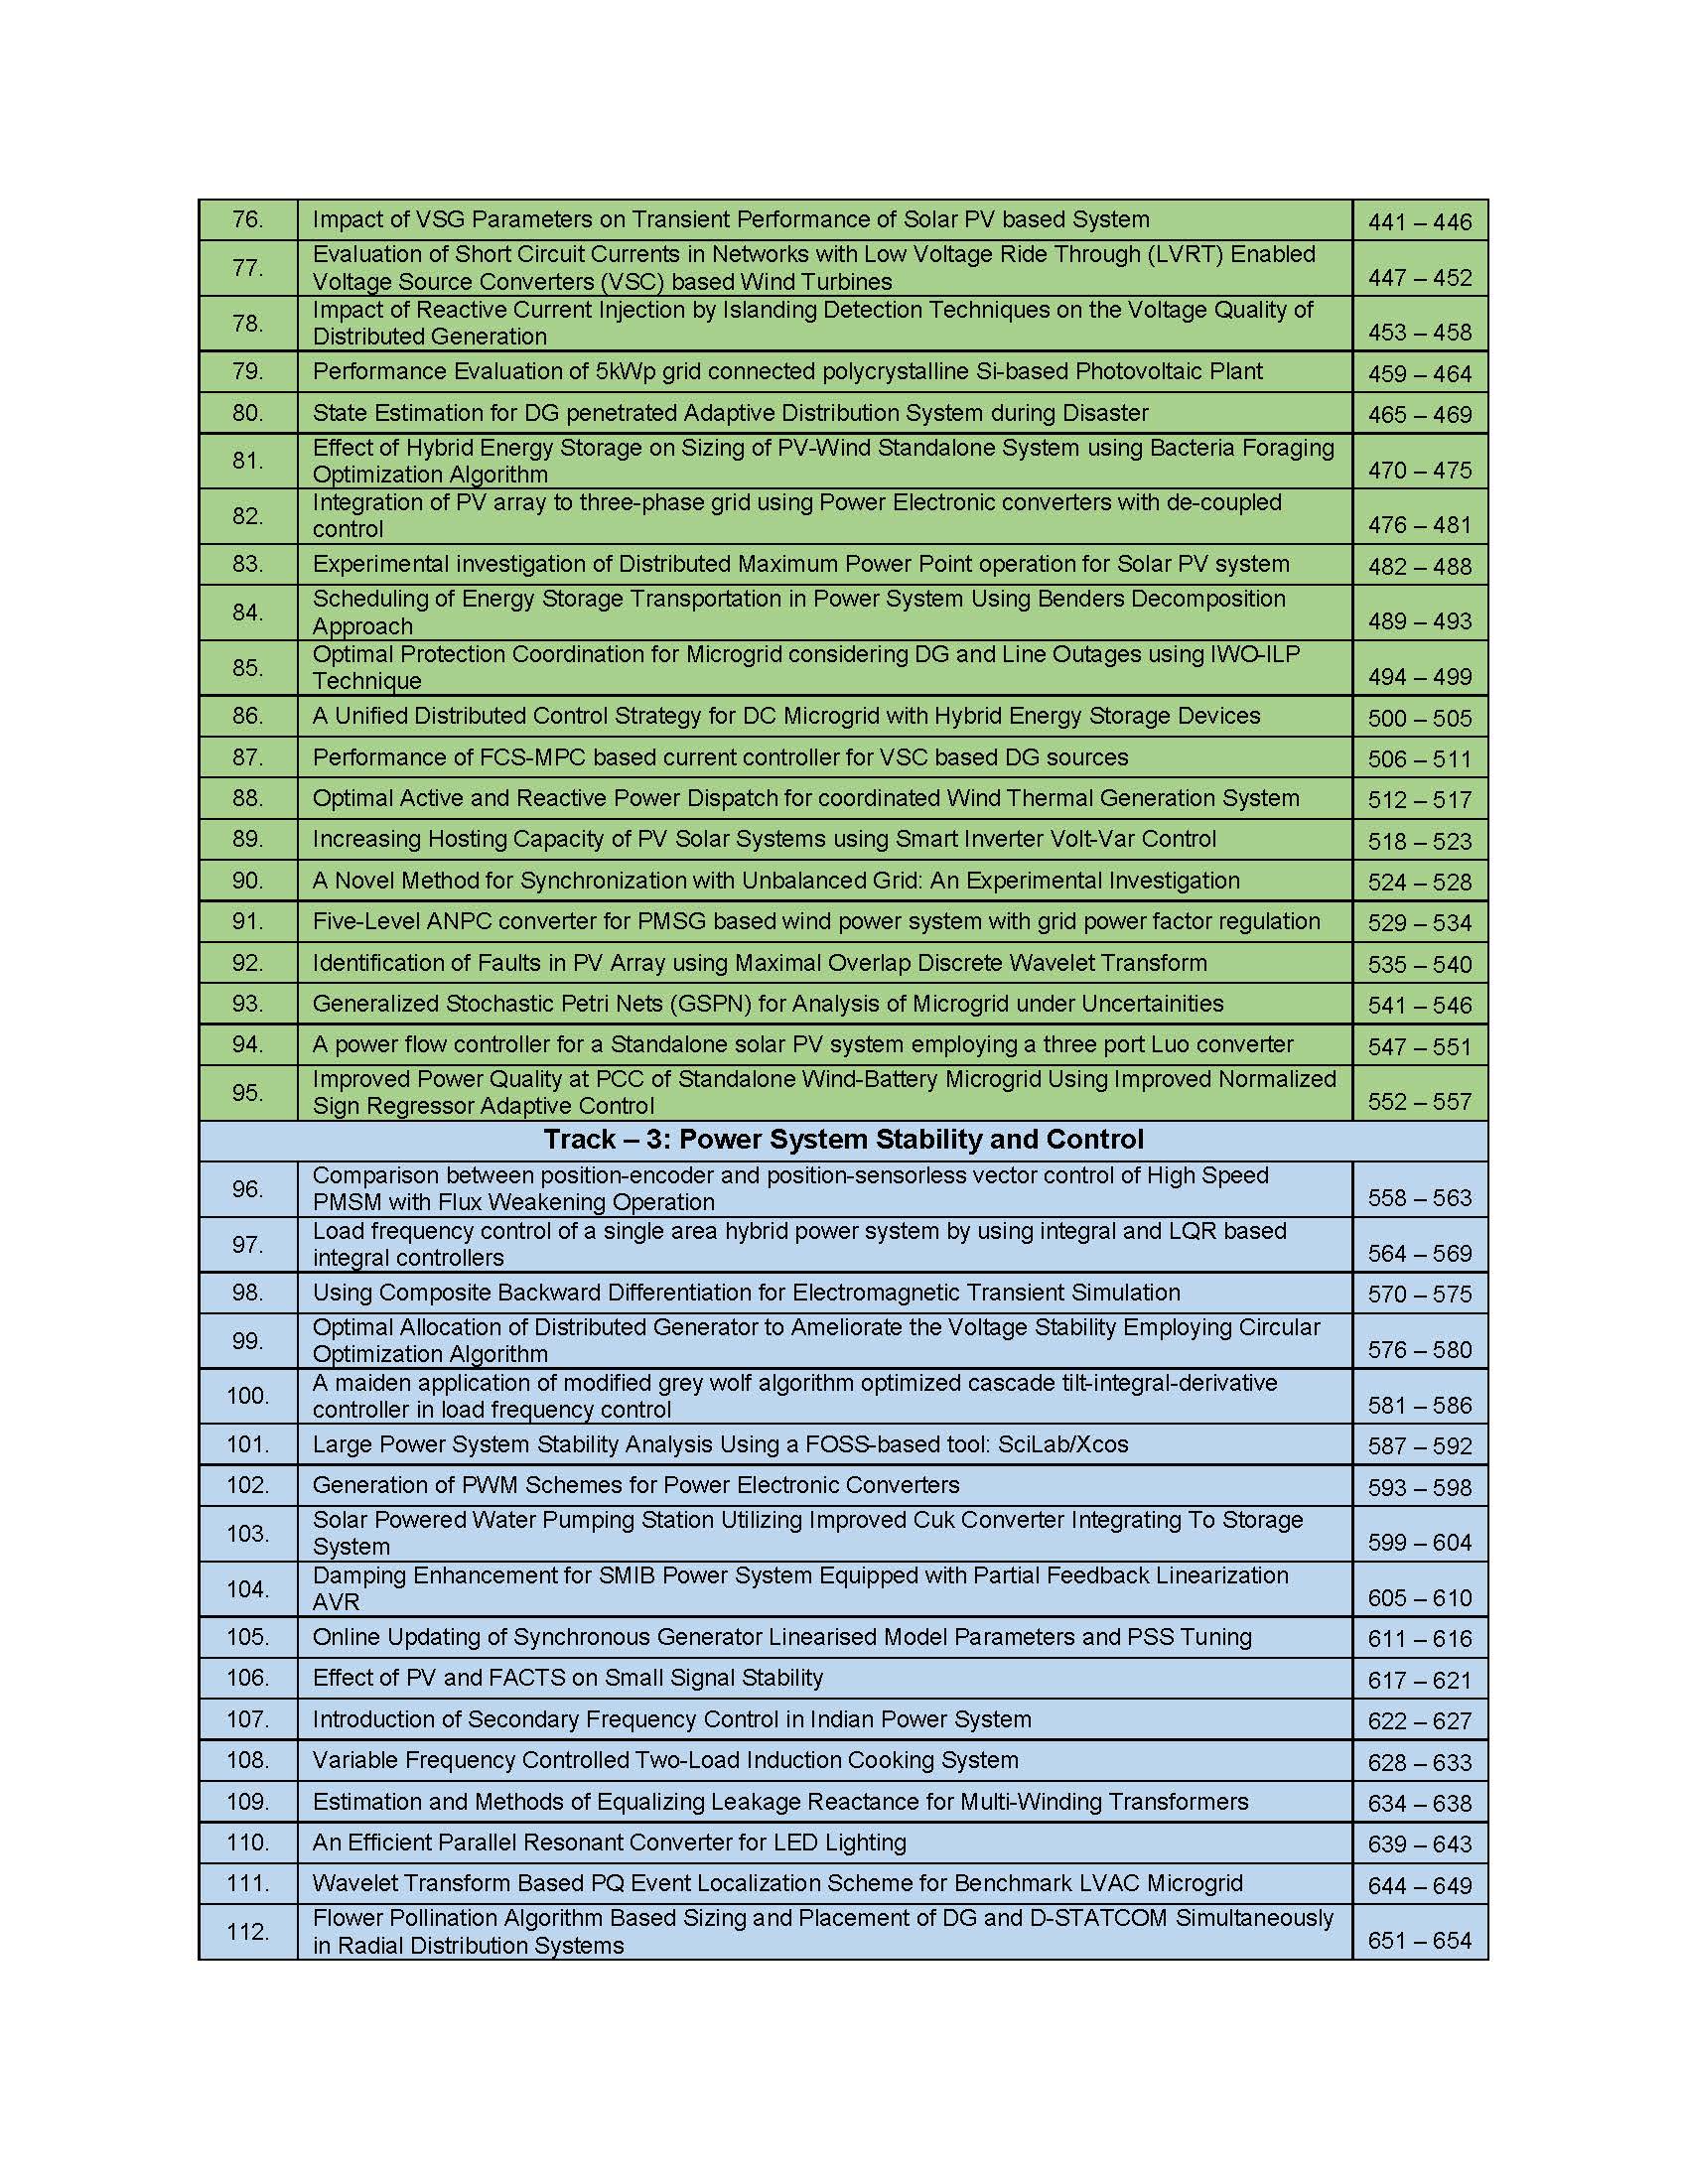 76. Impact of VSG Parameters on Transient Performance of Solar PV based System 441 – 446
77. Evaluation of Short Circuit Currents in Networks with Low Voltage Ride Through (LVRT) Enabled
Voltage Source Converters (VSC) based Wind Turbines 447 – 452
78. Impact of Reactive Current Injection by Islanding Detection Techniques on the Voltage Quality of
Distributed Generation 453 – 458
79. Performance Evaluation of 5kWp grid connected polycrystalline Si-based Photovoltaic Plant 459 – 464
80. State Estimation for DG penetrated Adaptive Distribution System during Disaster 465 – 469
81. Effect of Hybrid Energy Storage on Sizing of PV-Wind Standalone System using Bacteria Foraging
Optimization Algorithm 470 – 475
82. Integration of PV array to three-phase grid using Power Electronic converters with de-coupled
control 476 – 481
83. Experimental investigation of Distributed Maximum Power Point operation for Solar PV system 482 – 488
84. Scheduling of Energy Storage Transportation in Power System Using Benders Decomposition
Approach 489 – 493
85. Optimal Protection Coordination for Microgrid considering DG and Line Outages using IWO-ILP
Technique 494 – 499
86. A Unified Distributed Control Strategy for DC Microgrid with Hybrid Energy Storage Devices 500 – 505
87. Performance of FCS-MPC based current controller for VSC based DG sources 506 – 511
88. Optimal Active and Reactive Power Dispatch for coordinated Wind Thermal Generation System 512 – 517
89. Increasing Hosting Capacity of PV Solar Systems using Smart Inverter Volt-Var Control 518 – 523
90. A Novel Method for Synchronization with Unbalanced Grid: An Experimental Investigation 524 – 528
91. Five-Level ANPC converter for PMSG based wind power system with grid power factor regulation 529 – 534
92. Identification of Faults in PV Array using Maximal Overlap Discrete Wavelet Transform 535 – 540
93. Generalized Stochastic Petri Nets (GSPN) for Analysis of Microgrid under Uncertainities 541 – 546
94. A power flow controller for a Standalone solar PV system employing a three port Luo converter 547 – 551
95. Improved Power Quality at PCC of Standalone Wind-Battery Microgrid Using Improved Normalized
Sign Regressor Adaptive Control 552 – 557
Track – 3: Power System Stability and Control
96. Comparison between position-encoder and position-sensorless vector control of High Speed
PMSM with Flux Weakening Operation 558 – 563
97. Load frequency control of a single area hybrid power system by using integral and LQR based
integral controllers 564 – 569
98. Using Composite Backward Differentiation for Electromagnetic Transient Simulation 570 – 575
99. Optimal Allocation of Distributed Generator to Ameliorate the Voltage Stability Employing Circular
Optimization Algorithm 576 – 580
100. A maiden application of modified grey wolf algorithm optimized cascade tilt-integral-derivative
controller in load frequency control 581 – 586
101. Large Power System Stability Analysis Using a FOSS-based tool: SciLab/Xcos 587 – 592
102. Generation of PWM Schemes for Power Electronic Converters 593 – 598
103. Solar Powered Water Pumping Station Utilizing Improved Cuk Converter Integrating To Storage
System 599 – 604
104. Damping Enhancement for SMIB Power System Equipped with Partial Feedback Linearization
AVR 605 – 610
105. Online Updating of Synchronous Generator Linearised Model Parameters and PSS Tuning 611 – 616
106. Effect of PV and FACTS on Small Signal Stability 617 – 621
107. Introduction of Secondary Frequency Control in Indian Power System 622 – 627
108. Variable Frequency Controlled Two-Load Induction Cooking System 628 – 633
109. Estimation and Methods of Equalizing Leakage Reactance for Multi-Winding Transformers 634 – 638
110. An Efficient Parallel Resonant Converter for LED Lighting 639 – 643
111. Wavelet Transform Based PQ Event Localization Scheme for Benchmark LVAC Microgrid 644 – 649
112. Flower Pollination Algorithm Based Sizing and Placement of DG and D-STATCOM Simultaneously
in Radial Distribution Systems 651 – 654